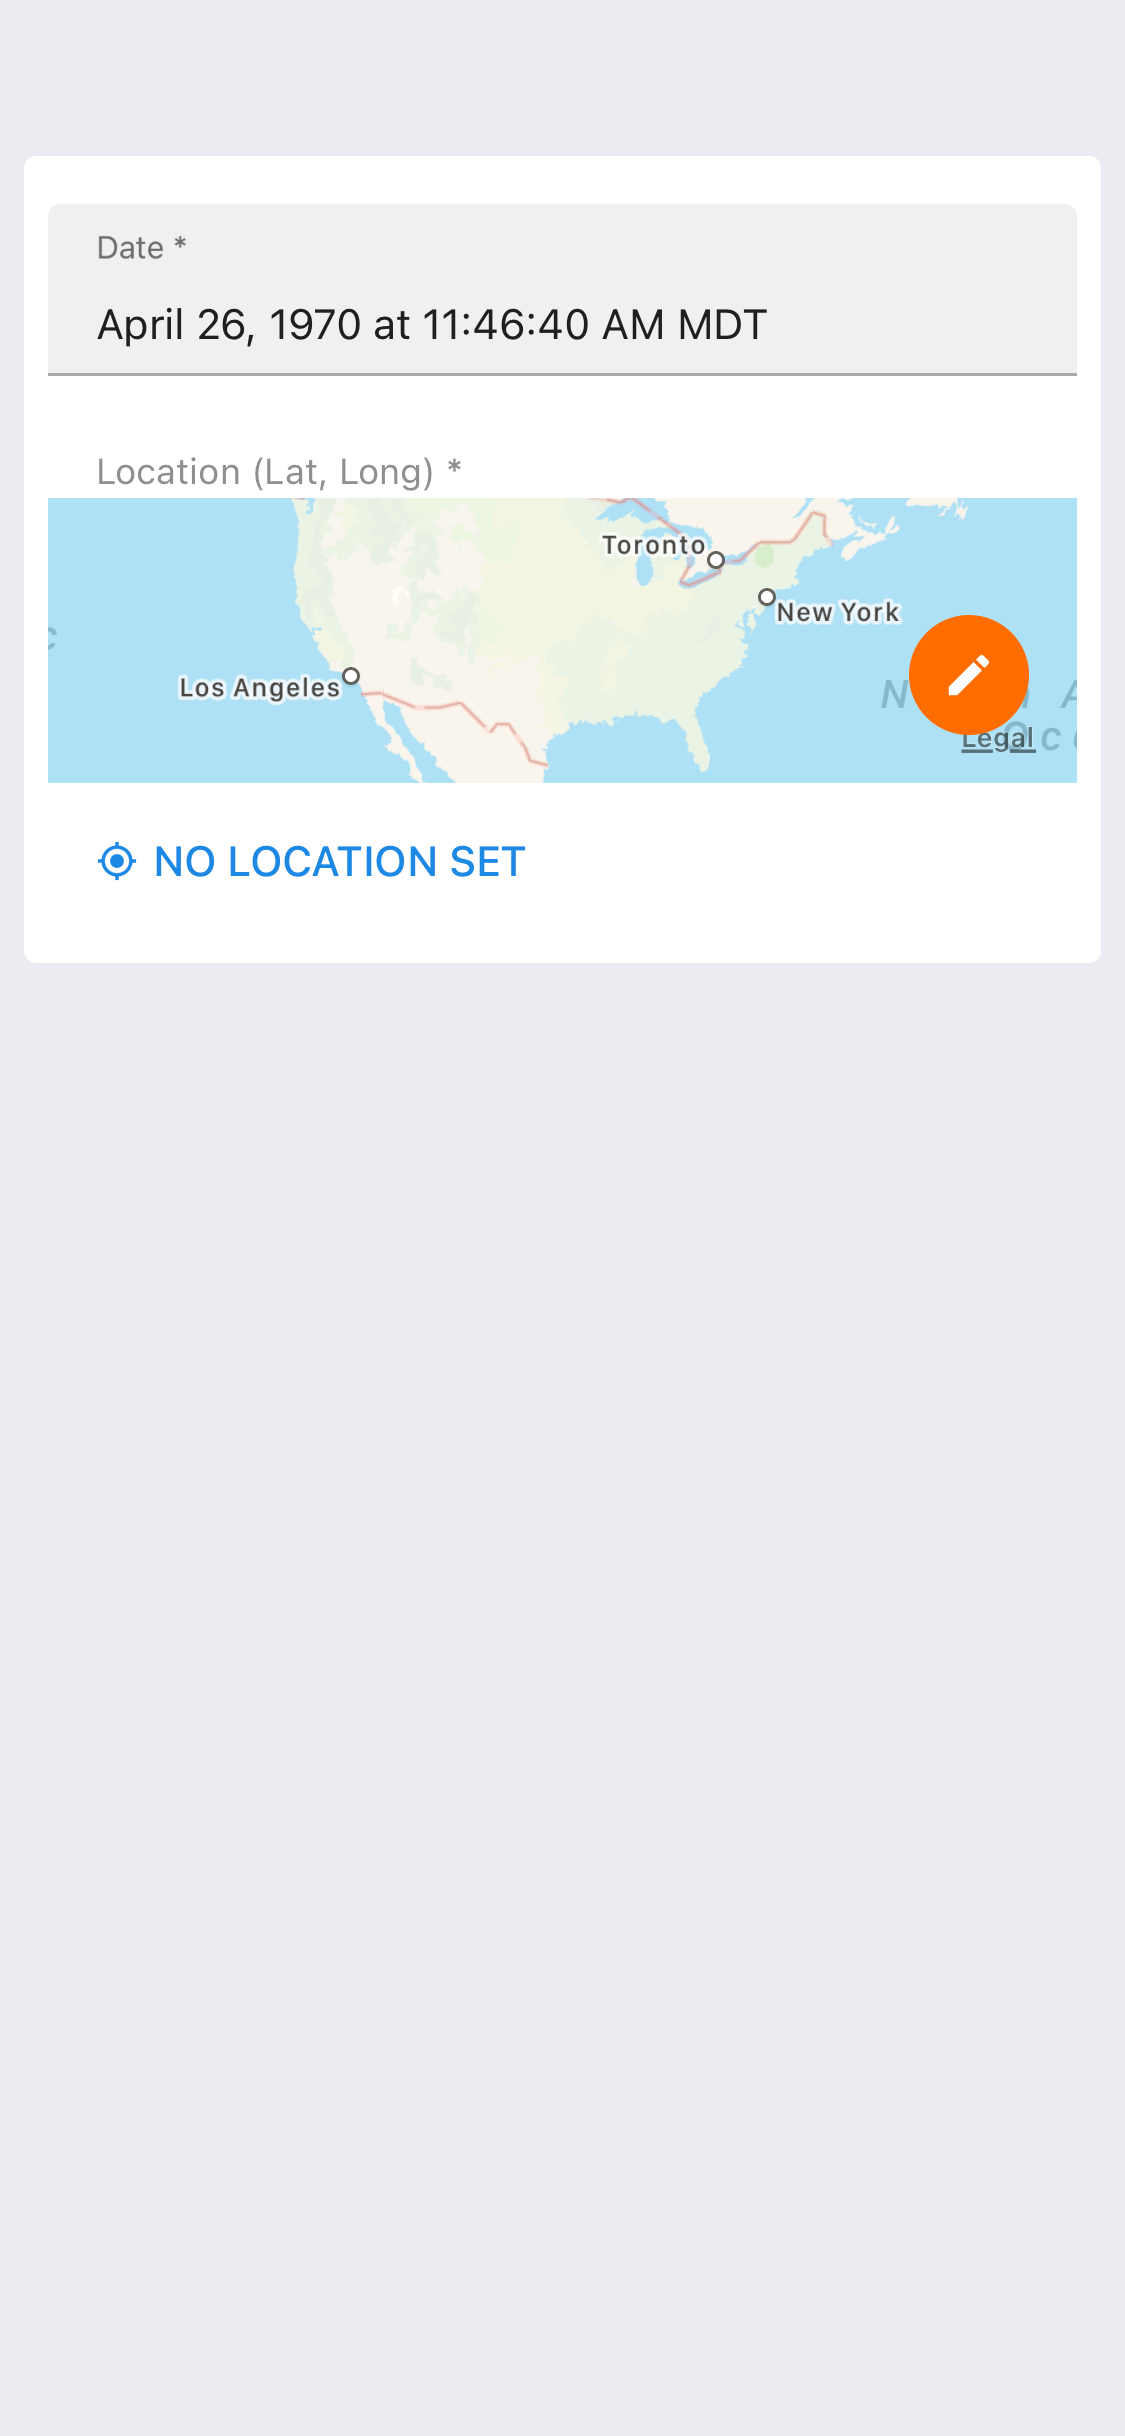 Date *
April 26, 1970 at 11:46:40 AM MDT
Location (Lat, Long) *
Toronto
New York
Los Angeles
Legal
NO LOCATION SET